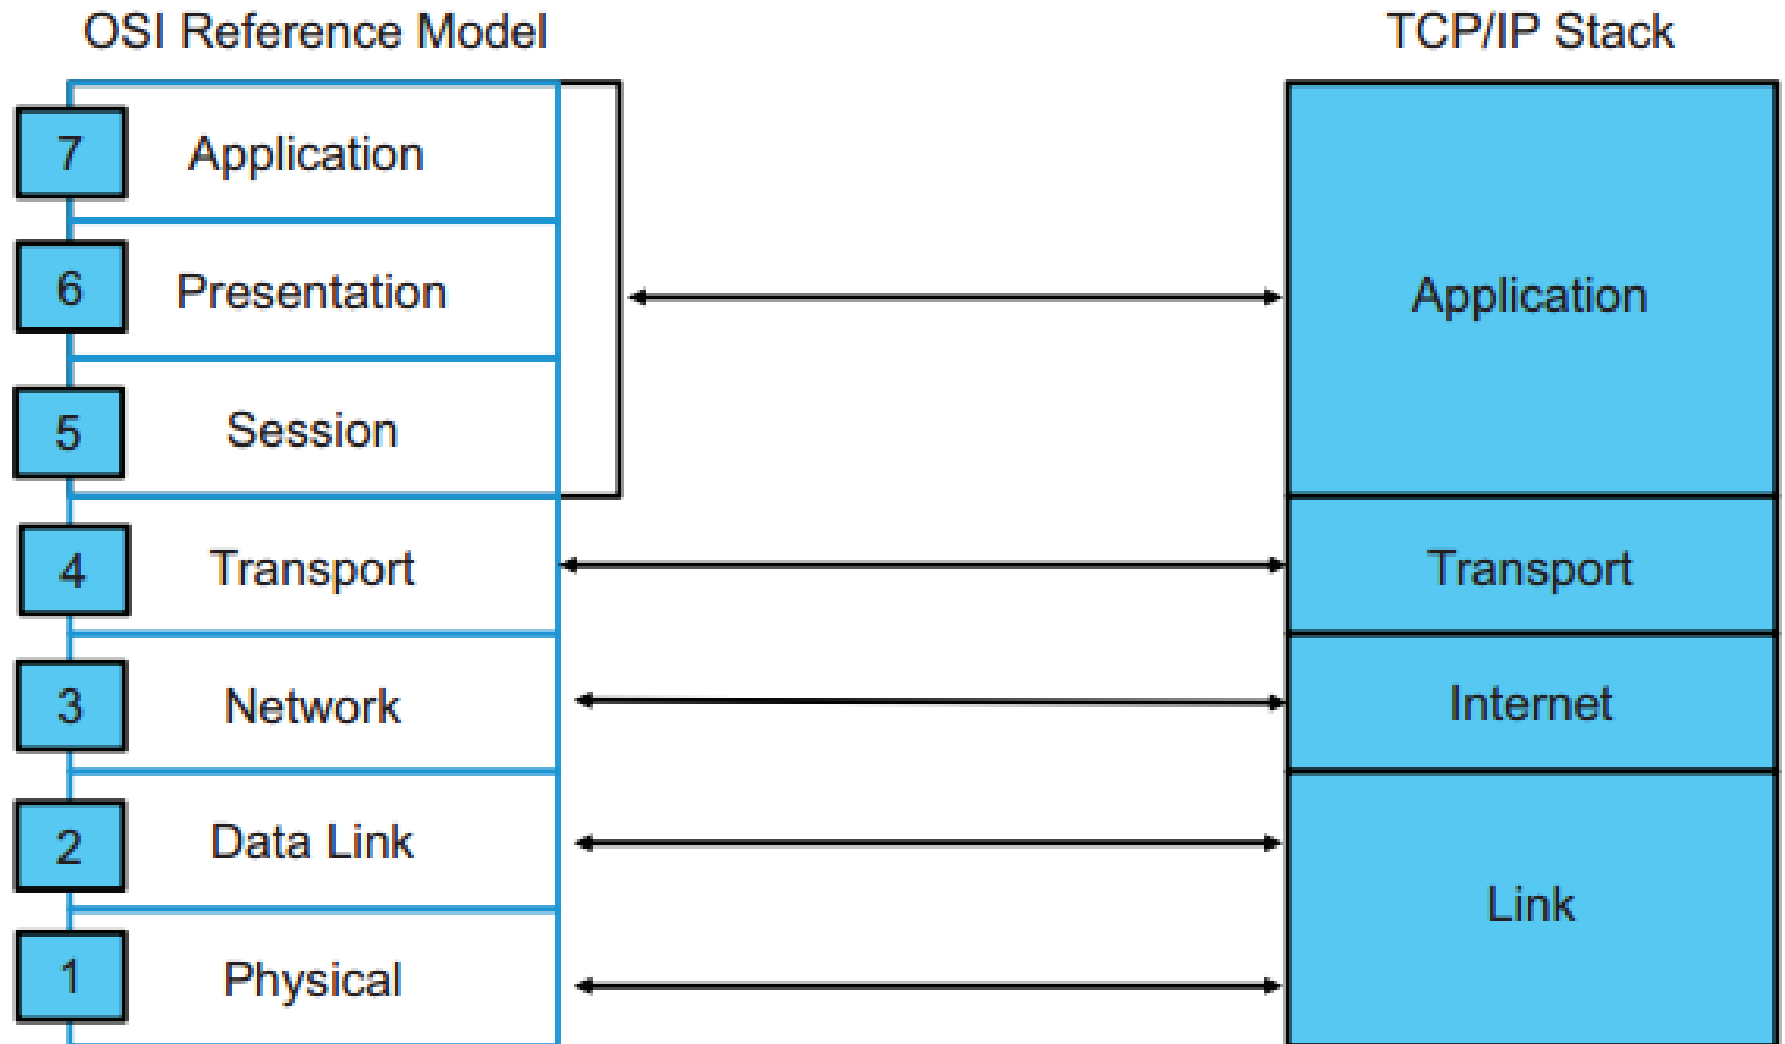 OSI Reference Model
TCP/IP Stack
7
Application
6
Presentation
Application
5
Session
4
Transport
Transport
3
Network
Internet
2
Data Link
Link
1
Physical